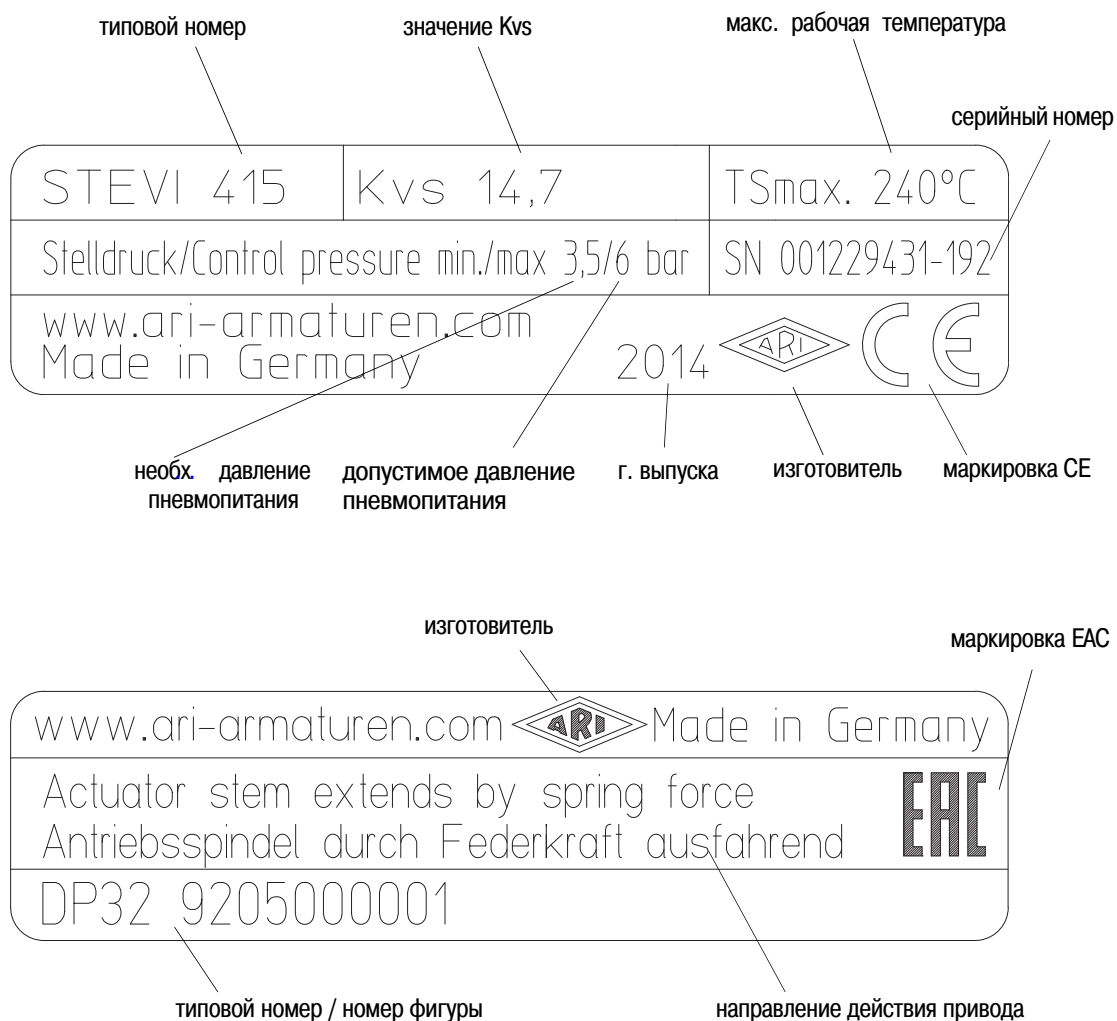 типовой номер
значение Kvs
макс. рабочая температура
серийный номер
STEVI 415
Kvs 14,7
TSmax. 240°C
Stelldruck/Control pressure min./max 3,5/6 bar
SN 001229431-192
www.ari-armaturen.com
Made in Germany
2014
ARI
CE
необх. давление
пневмопитания
допустимое давление
пневмопитания
г. выпуска
изготовитель
маркировка CE
изготовитель
маркировка EAC
www.ari-armaturen.com ARI Made in Germany
Actuator stem extends by spring force
Antriebsspindel durch Federkraft ausfahrend
EAC
DP32 9205000001
типовой номер / номер фигуры
направление действия привода